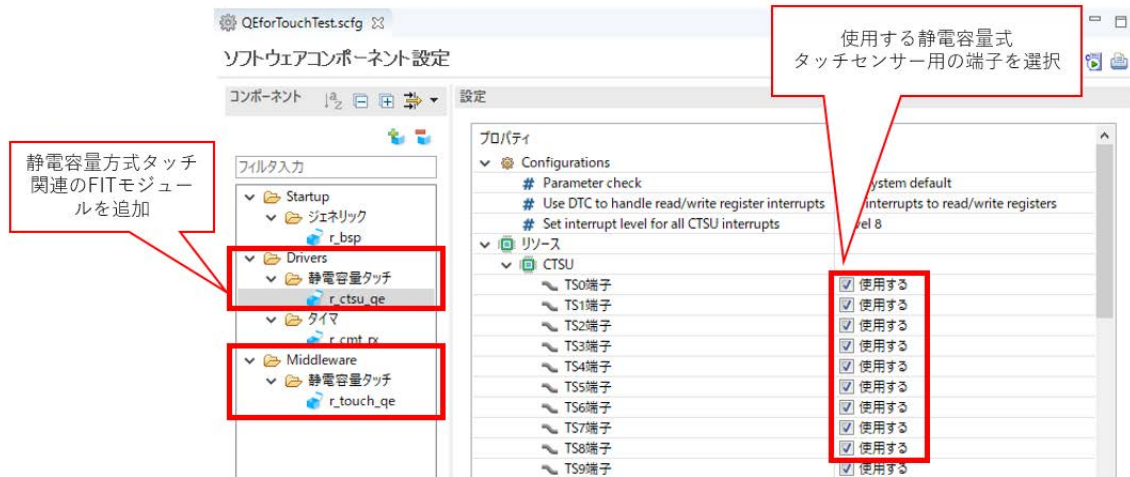 QEforTouchTest.scfg
ソフトウェアコンポーネント設定
使用する静電容量式
タッチセンサー用の端子を選択
コンポーネント
設定
静電容量方式タッチ
関連のFITモジュー
ルを追加
フィルタ入力
Startup
ジェネリック
r_bsp
Drivers
静電容量タッチ
r_ctsu_qe
タイマ
r_cmt_rx
Middleware
静電容量タッチ
r_touch_qe
プロパティ
Configurations
# Parameter check ystem default
# Use DTC to handle read/write register interrupts interrupts to read/write registers
# Set interrupt level for all CTSU interrupts el 8
リソース
CTSU
TS0端子 使用する
TS1端子 使用する
TS2端子 使用する
TS3端子 使用する
TS4端子 使用する
TS5端子 使用する
TS6端子 使用する
TS7端子 使用する
TS8端子 使用する
TS9端子 使用する